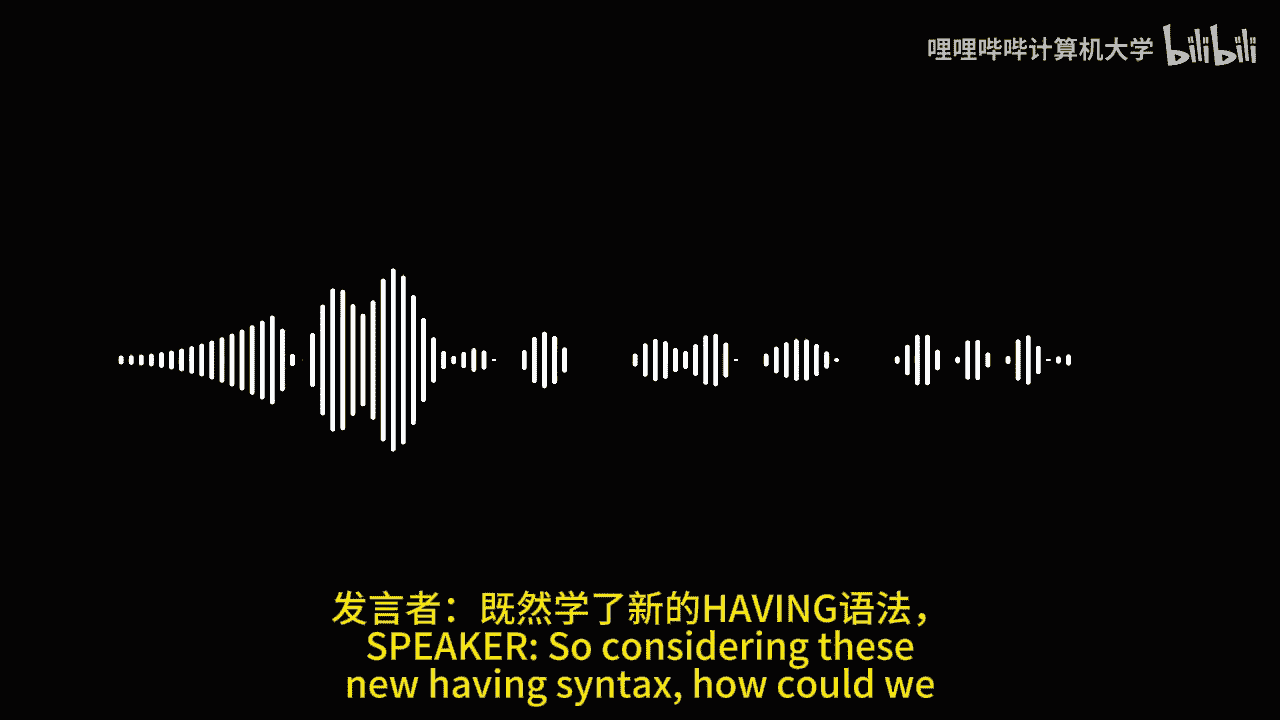 哩哩哔哔计算机大学 bilibili
发言者：既然学了新的HAVING语法，
SPEAKER: So considering these
new having syntax, how could we